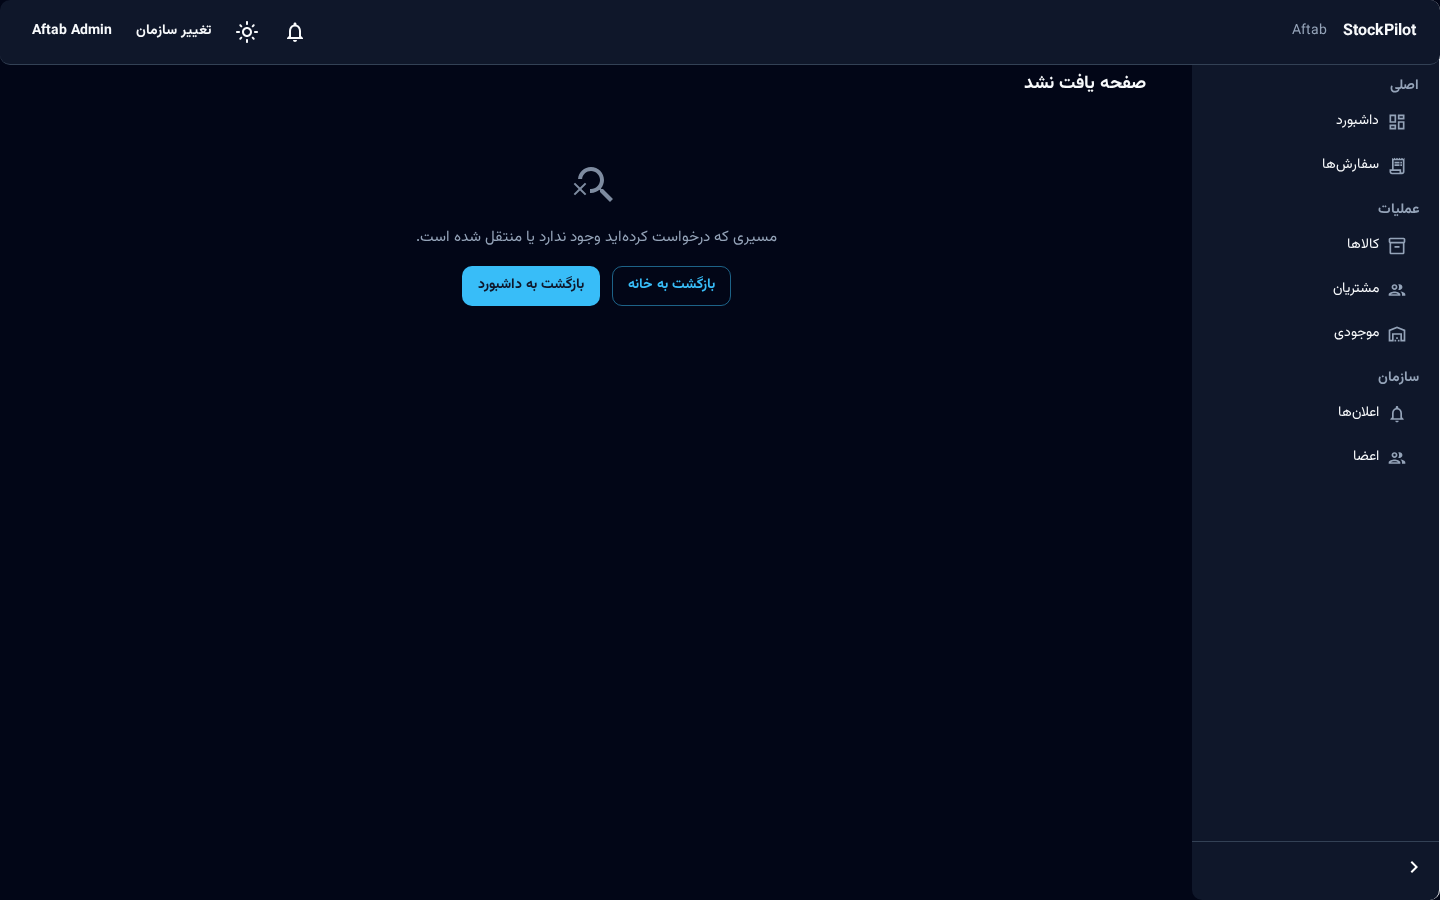 StockPilot Aftab
تغییر سازمان
Aftab Admin
اصلی
داشبورد
سفارش‌ها
عملیات
کالاها
مشتریان
موجودی
سازمان
اعلان‌ها
اعضا
صفحه یافت نشد
مسیری که درخواست کرده‌اید وجود ندارد یا منتقل شده است.
بازگشت به خانه
بازگشت به داشبورد